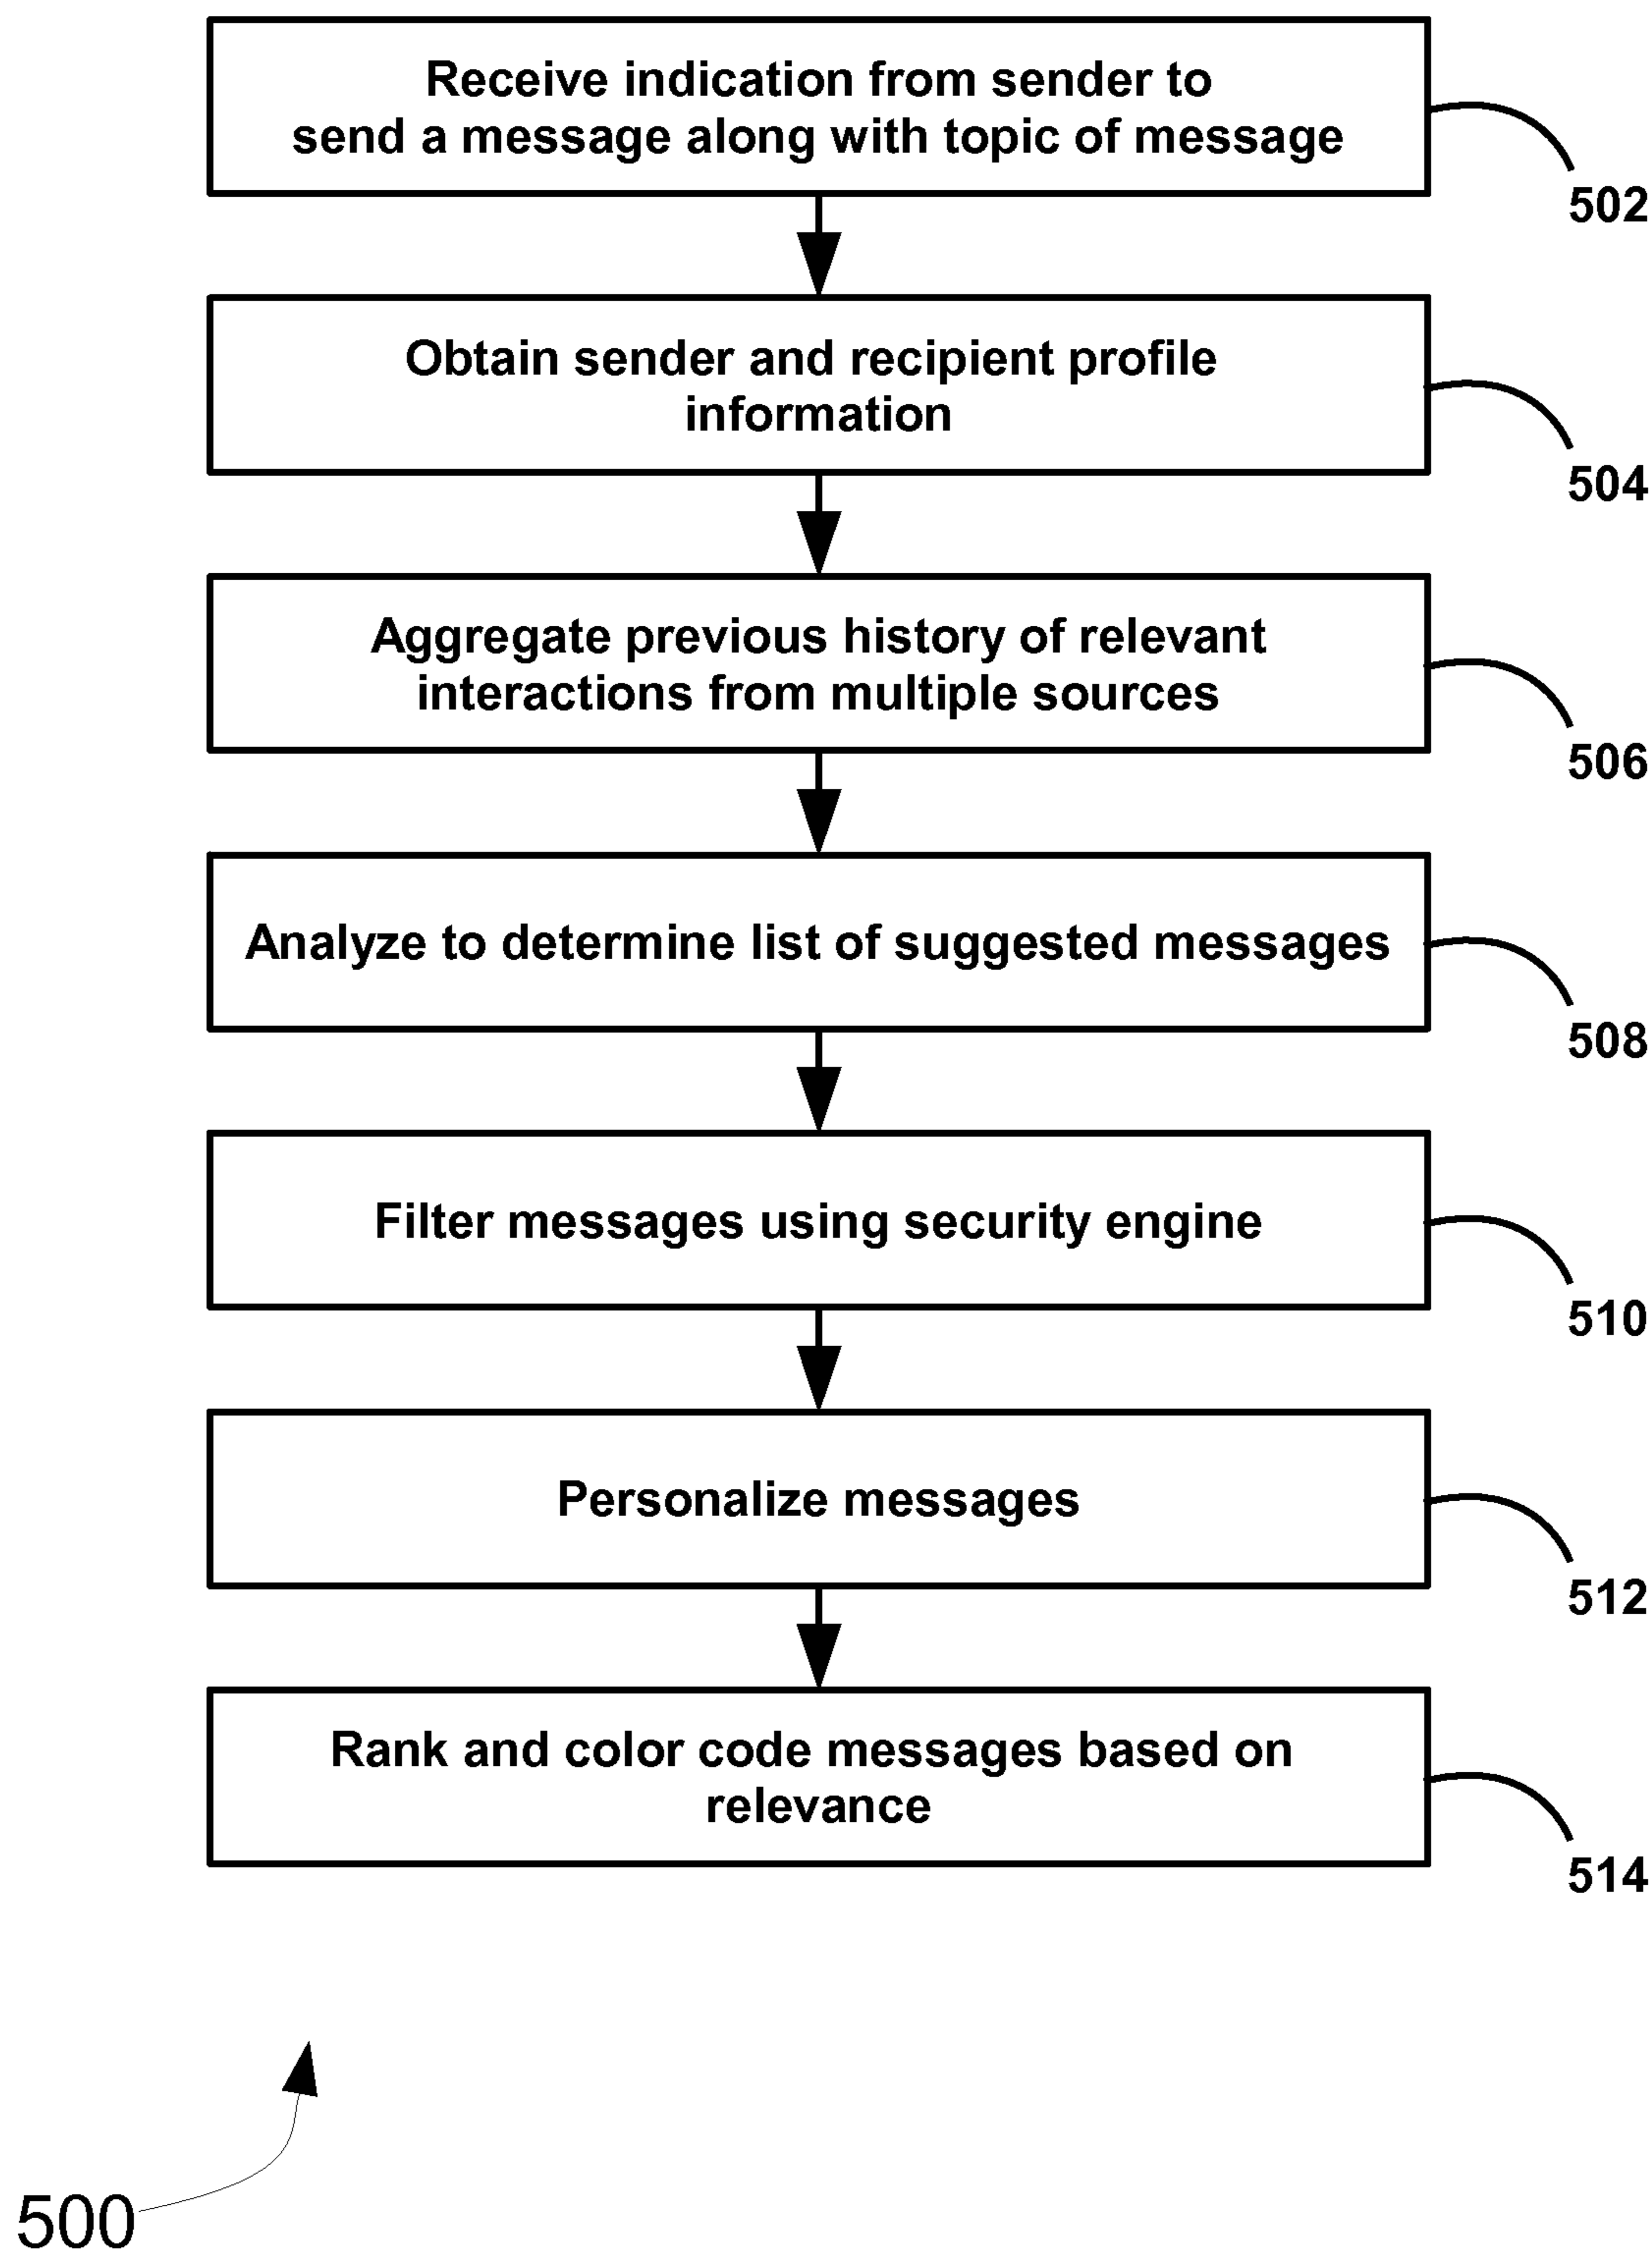 Receive indication from sender to
send a message along with topic of message
502
Obtain sender and recipient profile
information
504
Aggregate previous history of relevant
interactions from multiple sources
506
Analyze to determine list of suggested messages
508
Filter messages using security engine
510
Personalize messages
512
Rank and color code messages based on
relevance
514
500